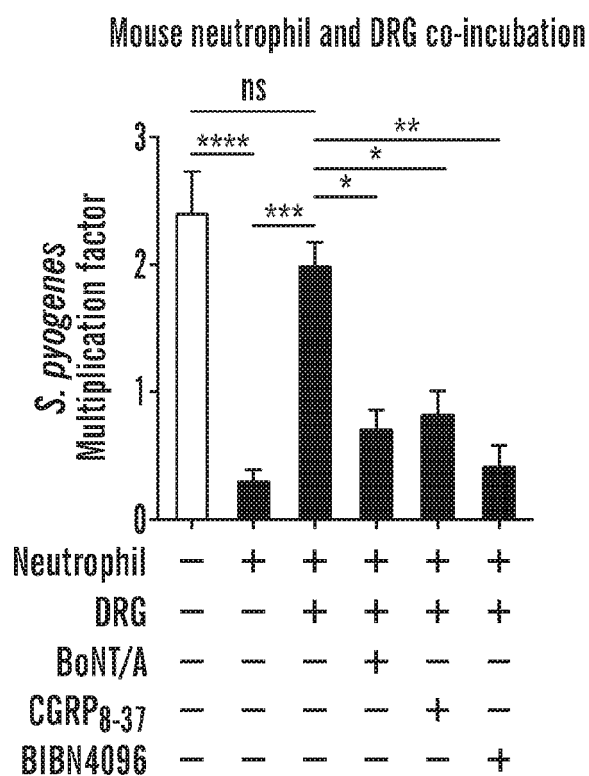 Mouse neutrophil and DRG co-incubation
ns
****
**
*
*
***
3
2
1
0
S. pyogenes
Multiplication factor
Neutrophil − + + + + +
DRG − − + + + +
BoNT/A − − − + − −
CGRP8-37 − − − − + −
BIBN4096 − − − − − +